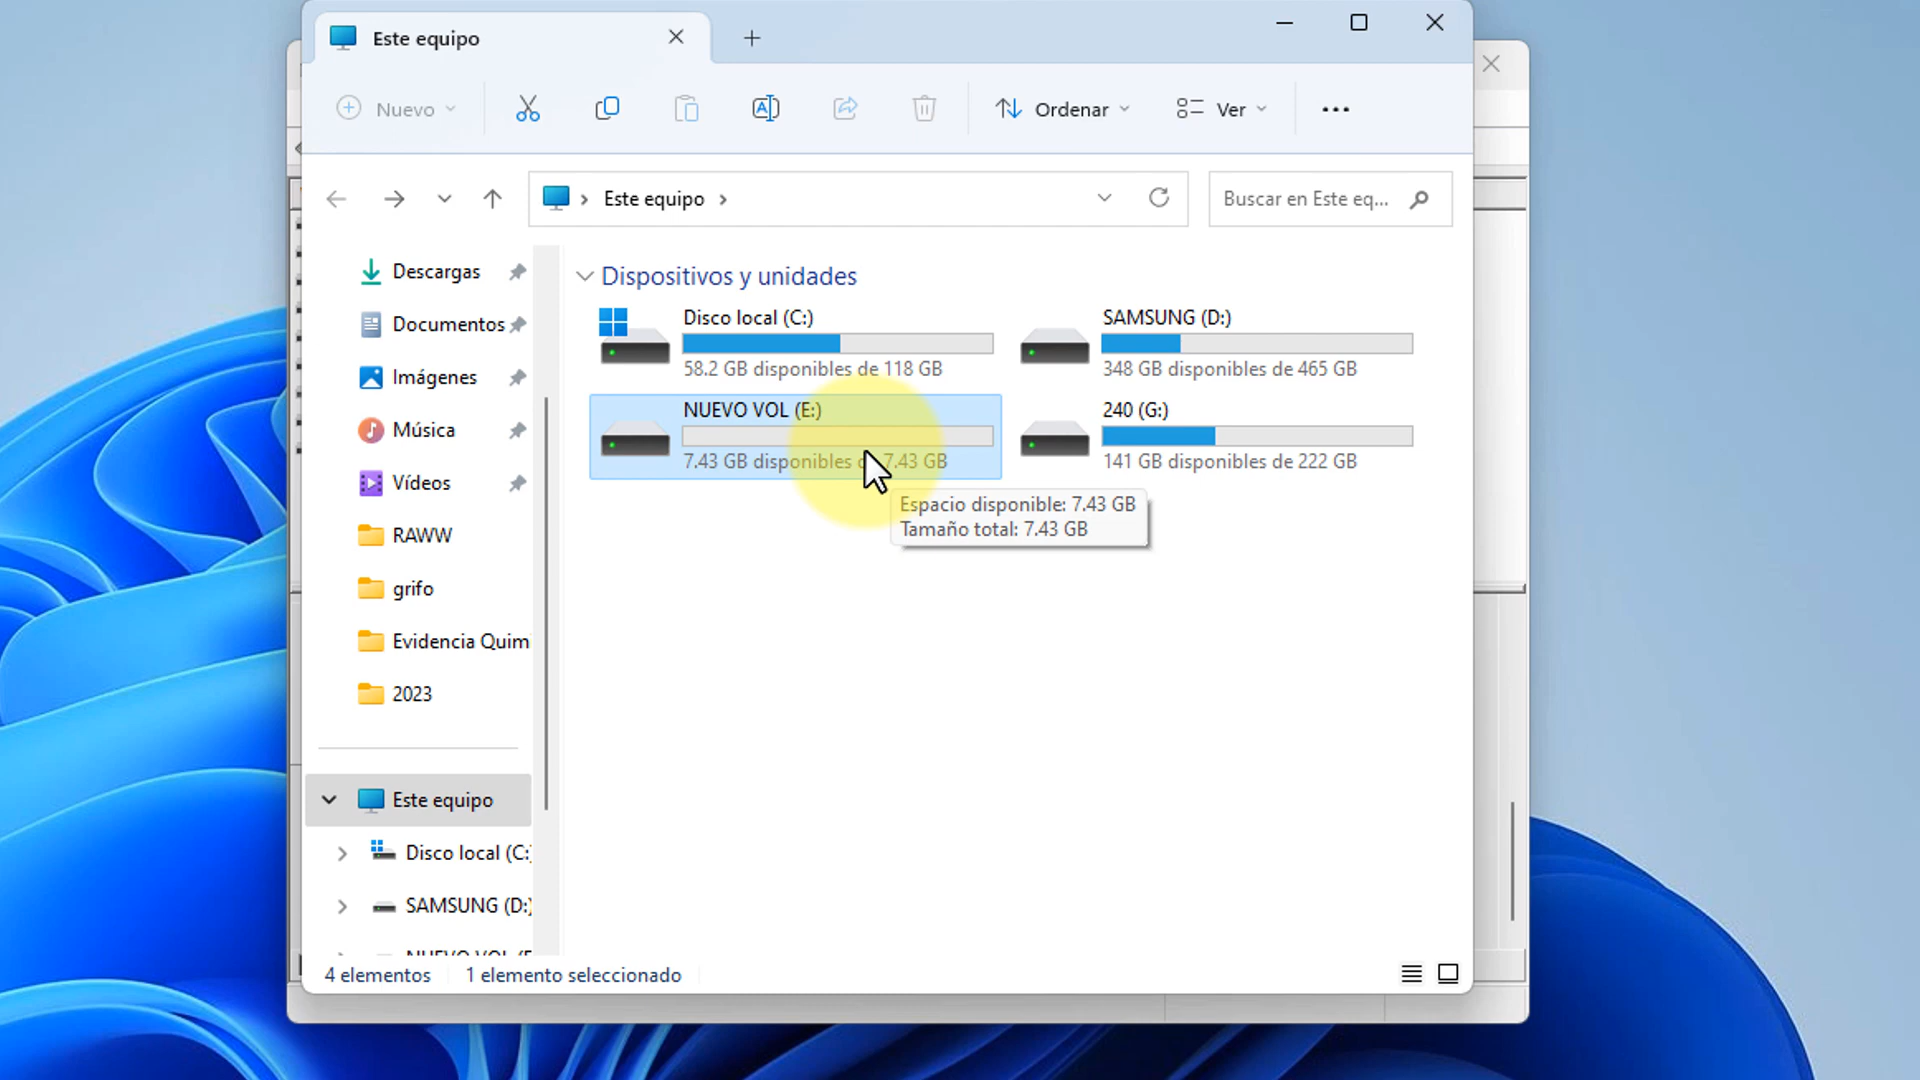 Este equipo
Nuevo
Ordenar
Ver
Este equipo
Buscar en Este eq...
Descargas
Documentos
Imágenes
Música
Vídeos
RAWW
grifo
Evidencia Quim
2023
Este equipo
Disco local (C:)
SAMSUNG (D:)
Dispositivos y unidades
Disco local (C:)
58.2 GB disponibles de 118 GB
SAMSUNG (D:)
348 GB disponibles de 465 GB
NUEVO VOL (E:)
7.43 GB disponibles 7.43 GB
240 (G:)
141 GB disponibles de 222 GB
Espacio disponible: 7.43 GB
Tamaño total: 7.43 GB
4 elementos
1 elemento seleccionado